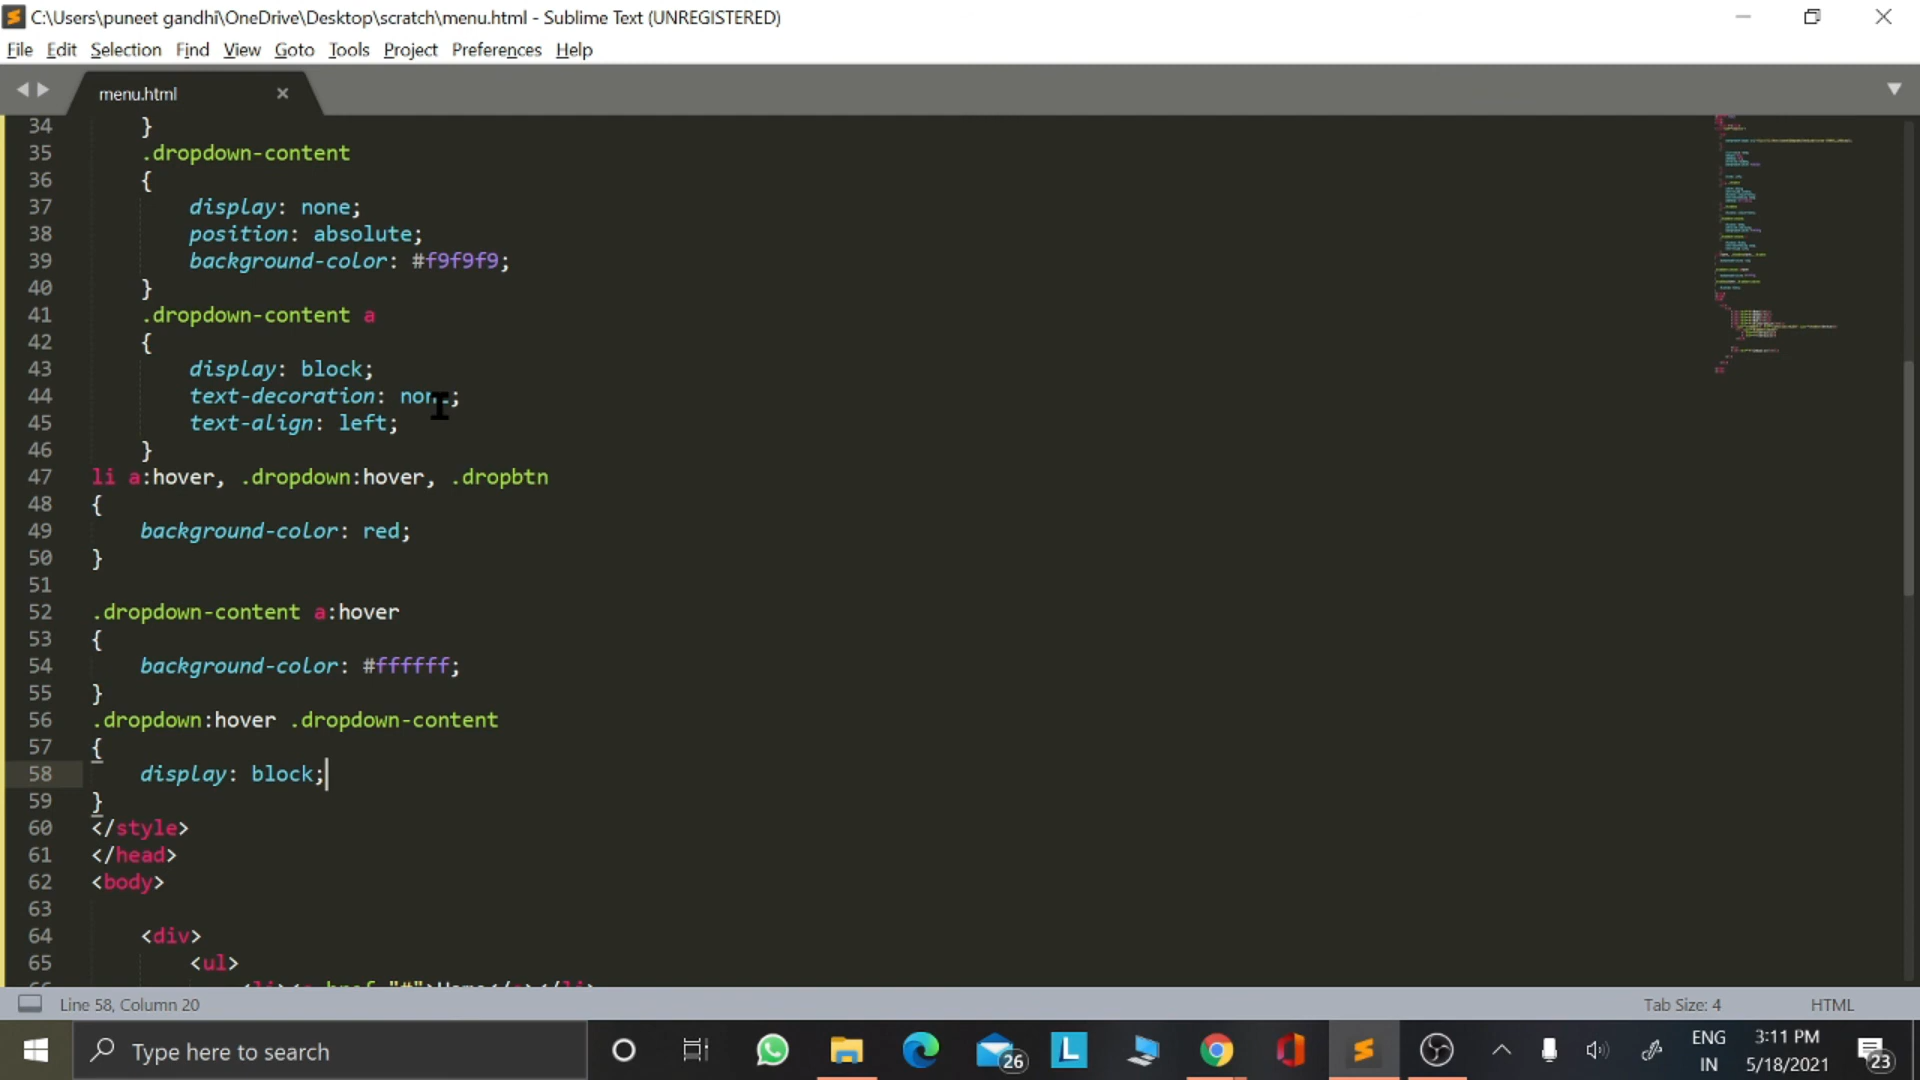 C:\Users\puneet gandhi\OneDrive\Desktop\scratch\menu.html - Sublime Text (UNREGISTERED)
File Edit Selection Find View Goto Tools Project Preferences Help
menu.html
34 }
35 .dropdown-content
36 {
37 display: none;
38 position: absolute;
39 background-color: #f9f9f9;
40 }
41 .dropdown-content a
42 {
43 display: block;
44 text-decoration: none;
45 text-align: left;
46 }
47 li a:hover, .dropdown:hover, .dropbtn
48 {
49 background-color: red;
50 }
51
52 .dropdown-content a:hover
53 {
54 background-color: #ffffff;
55 }
56 .dropdown:hover .dropdown-content
57 {
58 display: block;
59 }
60 </style>
61 </head>
62 <body>
63
64 <div>
65 <ul>
Line 58, Column 20 Tab Size: 4 HTML
Type here to search
26
L
ENG
IN
3:11 PM
5/18/2021
23